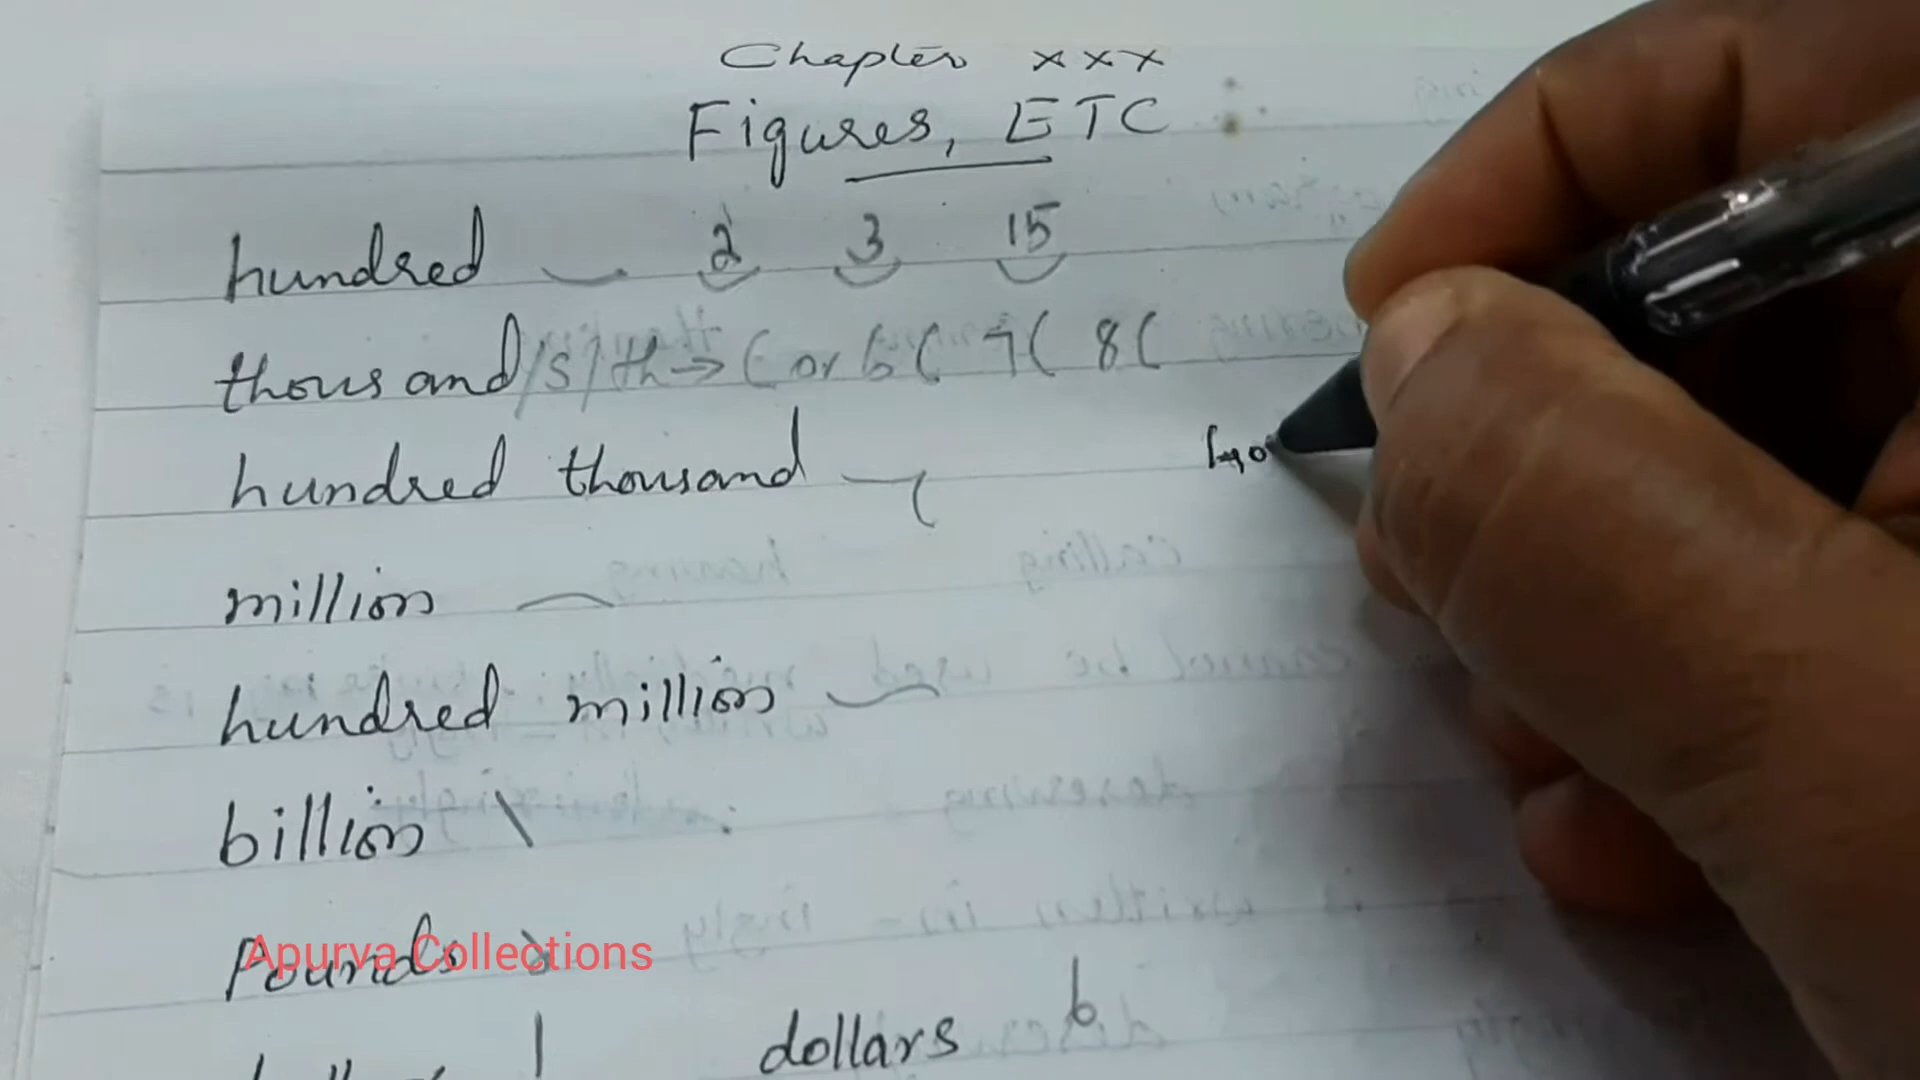 Chapter XXX
Figures, ETC
hundred 2 3 15
thousand/s/th → ( or 6( 7( 8(
hundred thousand
million
hundred million
billion \
Pounds
Apurva Collections
dollars